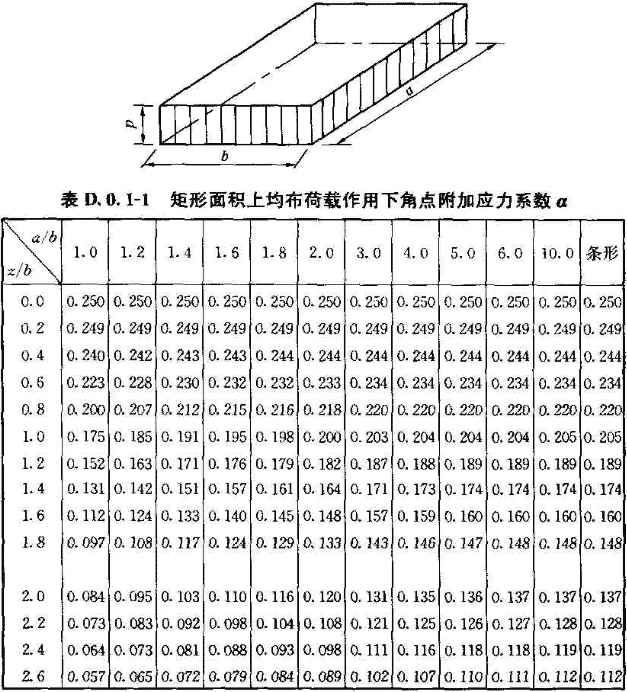 p
b
a
表 D.0.1-1 矩形面积上均布荷载作用下角点附加应力系数 α
a/b 1.0 1.2 1.4 1.6 1.8 2.0 3.0 4.0 5.0 6.0 10.0 条形
z/b
0.0 0.250 0.250 0.250 0.250 0.250 0.250 0.250 0.250 0.250 0.250 0.250 0.250
0.2 0.249 0.249 0.249 0.249 0.249 0.249 0.249 0.249 0.249 0.249 0.249 0.249
0.4 0.240 0.242 0.243 0.243 0.244 0.244 0.244 0.244 0.244 0.244 0.244 0.244
0.6 0.223 0.228 0.230 0.232 0.232 0.233 0.234 0.234 0.234 0.234 0.234 0.234
0.8 0.200 0.207 0.212 0.215 0.216 0.218 0.220 0.220 0.220 0.220 0.220 0.220
1.0 0.175 0.185 0.191 0.195 0.198 0.200 0.203 0.204 0.204 0.204 0.205 0.205
1.2 0.152 0.163 0.171 0.176 0.179 0.182 0.187 0.188 0.189 0.189 0.189 0.189
1.4 0.131 0.142 0.151 0.157 0.161 0.164 0.171 0.173 0.174 0.174 0.174 0.174
1.6 0.112 0.124 0.133 0.140 0.145 0.148 0.157 0.159 0.160 0.160 0.160 0.160
1.8 0.097 0.108 0.117 0.124 0.129 0.133 0.143 0.146 0.147 0.148 0.148 0.148
2.0 0.084 0.095 0.103 0.110 0.116 0.120 0.131 0.135 0.136 0.137 0.137 0.137
2.2 0.073 0.083 0.092 0.098 0.104 0.108 0.121 0.125 0.126 0.127 0.128 0.128
2.4 0.064 0.073 0.081 0.088 0.093 0.098 0.111 0.116 0.118 0.118 0.119 0.119
2.6 0.057 0.065 0.072 0.079 0.084 0.089 0.102 0.107 0.110 0.111 0.112 0.112